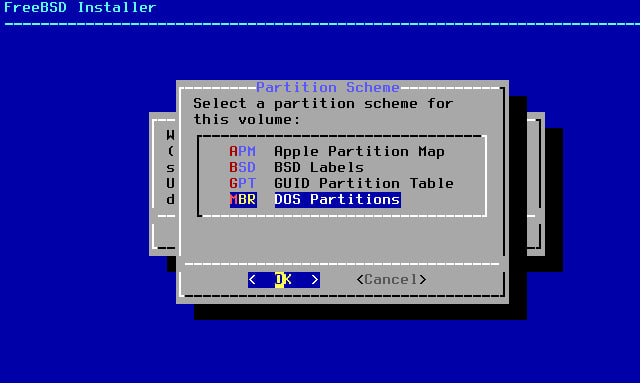 FreeBSD Installer
Partition Scheme
Select a partition scheme for
this volume:
W
(
s
U
d
APM Apple Partition Map
BSD BSD Labels
GPT GUID Partition Table
MBR DOS Partitions
< OK > <Cancel>